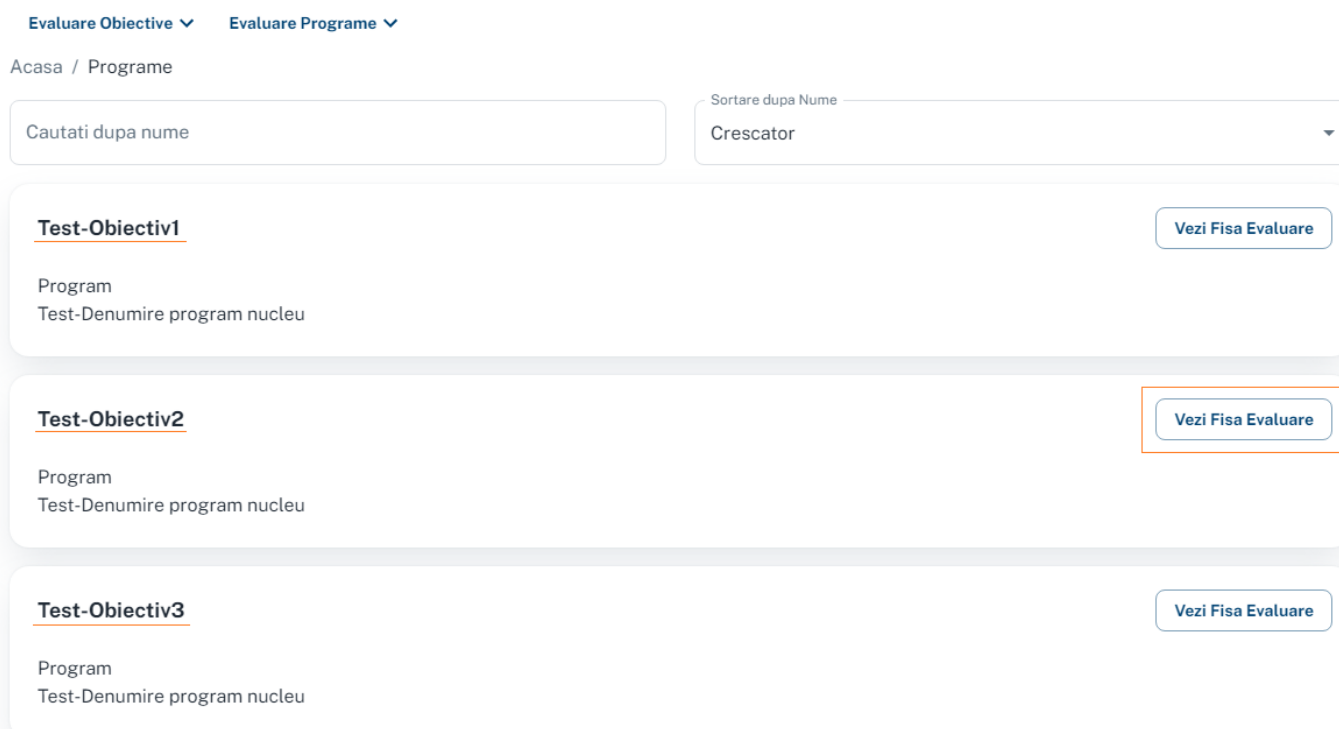 Evaluare Obiective Evaluare Programe
Acasa / Programe
Cautati dupa nume
Sortare dupa Nume
Crescator
Test-Obiectiv1
Vezi Fisa Evaluare
Program
Test-Denumire program nucleu
Test-Obiectiv2
Vezi Fisa Evaluare
Program
Test-Denumire program nucleu
Test-Obiectiv3
Vezi Fisa Evaluare
Program
Test-Denumire program nucleu